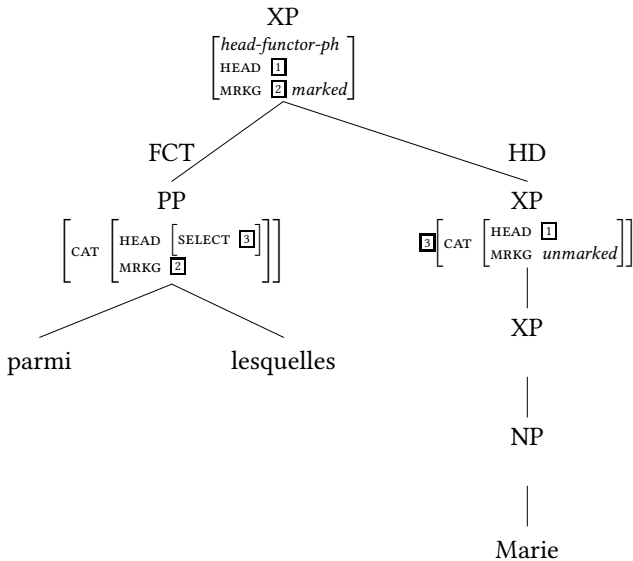 XP
head-functor-ph
HEAD 1
MRKG 2 marked
FCT HD
PP XP
CAT HEAD SELECT 3
MRKG 2
3 CAT HEAD 1
MRKG unmarked
XP
parmi lesquelles
NP
Marie